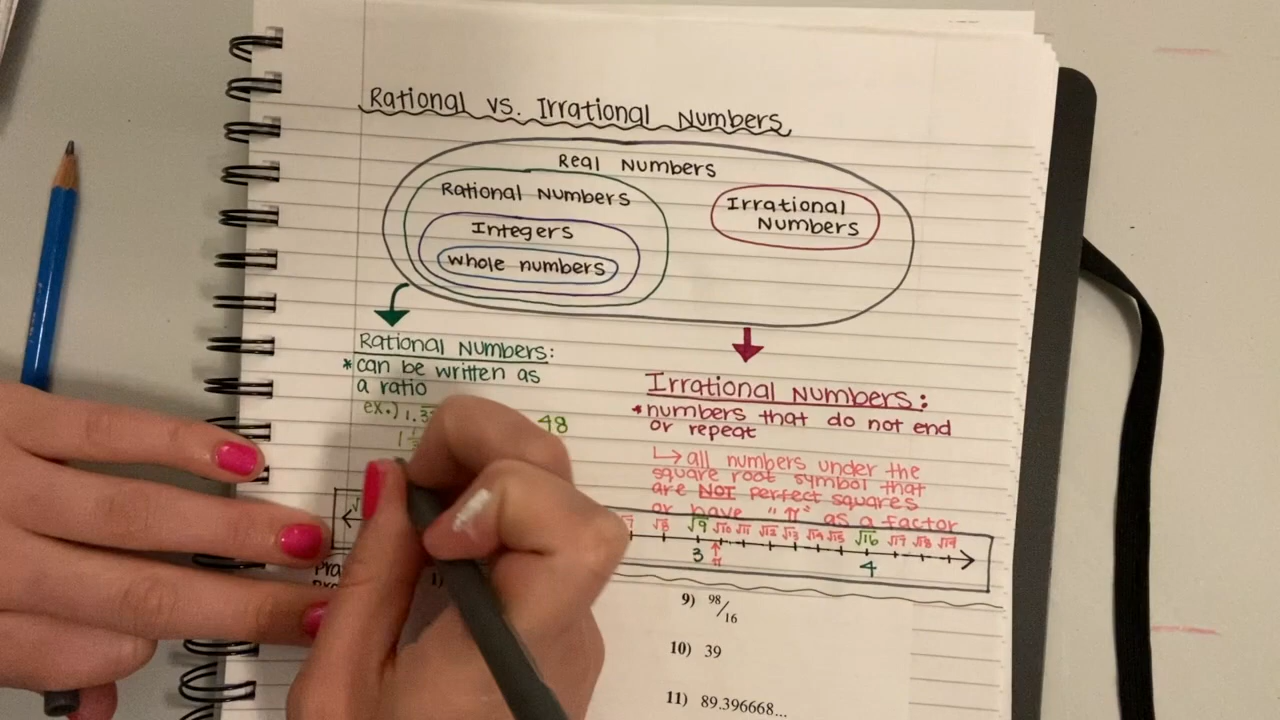 Rational vs. Irrational Numbers
Real Numbers
Rational Numbers
Integers
whole numbers
Irrational
Numbers
Rational Numbers:
*can be written as
a ratio
ex.)
48
Irrational Numbers:
*numbers that do not end
or repeat
↳ all numbers under the
square root symbol that
are NOT perfect squares
or have "π" as a factor
√8 √9 √10 √11 √12 √13 √14 √15 √16 √17 √18 √19
3 π 4
1)
9) 98/16
10) 39
11) 89.396668...